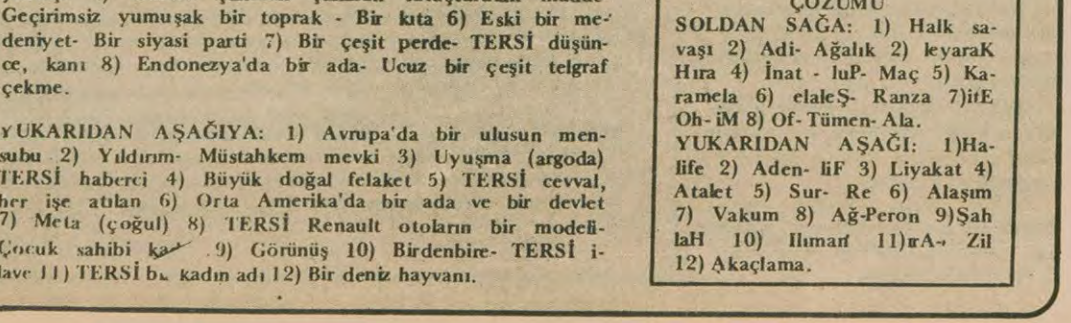 Geçirimsiz yumuşak bir toprak - Bir kıta 6) Eski bir me-
deniyet- Bir siyasi parti 7) Bir çeşit perde- TERSİ düşün-
ce, kanı 8) Endonezya'da bir ada- Ucuz bir çeşit telgraf
çekme.
YUKARIDAN AŞAĞIYA: 1) Avrupa'da bir ulusun men-
subu 2) Yıldırım- Müstahkem mevki 3) Uyuşma (argoda)
TERSİ haberci 4) Büyük doğal felaket 5) TERSİ cevval,
her işe atılan 6) Orta Amerika'da bir ada ve bir devlet
7) Meta (çoğul) 8) TERSİ Renault otoların bir modeli-
Çocuk sahibi 9) Görünüş 10) Birdenbire- TERSİ i-
lave 11) TERSİ kadın adı 12) Bir deniz hayvanı.
ÇÖZÜMÜ
SOLDAN SAĞA: 1) Halk sa-
vaşı 2) Adi- Ağalık 2) leyaraK
Hıra 4) İnat - luP- Maç 5) Ka-
ramela 6) elaleŞ- Ranza 7)itE
Oh- iM 8) Of- Tümen- Ala.
YUKARIDAN AŞAĞI: 1)Ha-
life 2) Aden- liF 3) Liyakat 4)
Atalet 5) Sur- Re 6) Alaşım
7) Vakum 8) Ağ-Peron 9)Şah
laH 10) Ilıman 11)ırA- Zil
12) Akaçlama.